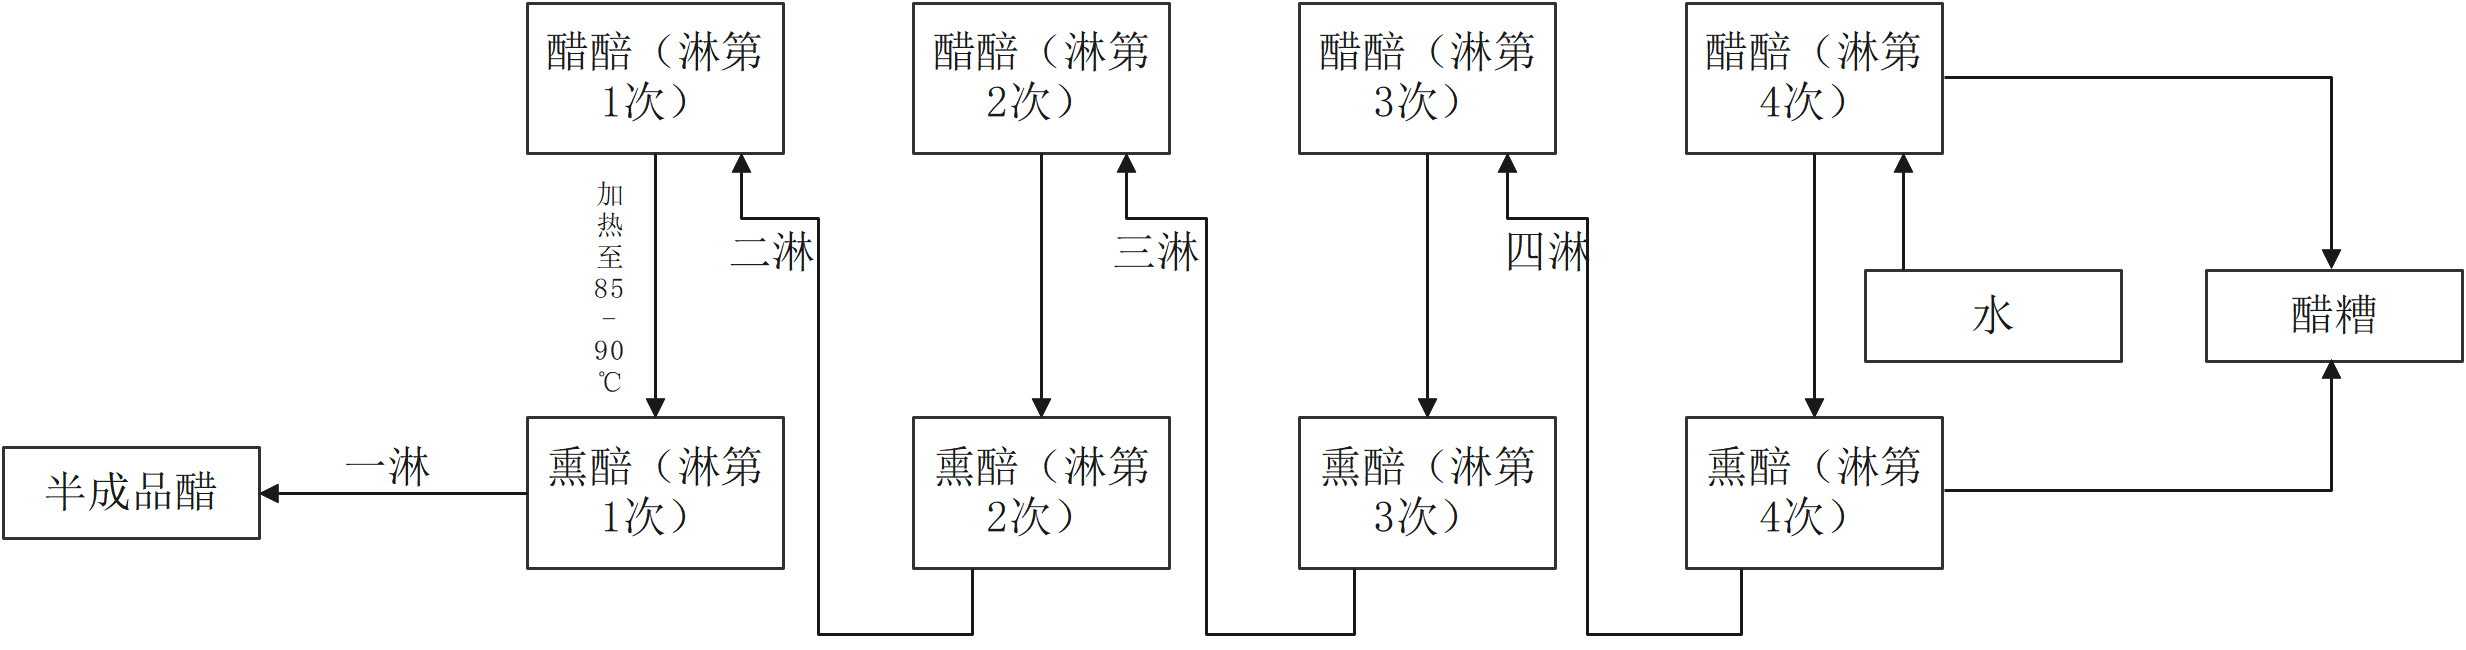 醋醅（淋第
1次）
醋醅（淋第
2次）
醋醅（淋第
3次）
醋醅（淋第
4次）
加
热
至
85
-
90
℃
二淋
三淋
四淋
水
醋糟
半成品醋
一淋
熏醅（淋第
1次）
熏醅（淋第
2次）
熏醅（淋第
3次）
熏醅（淋第
4次）